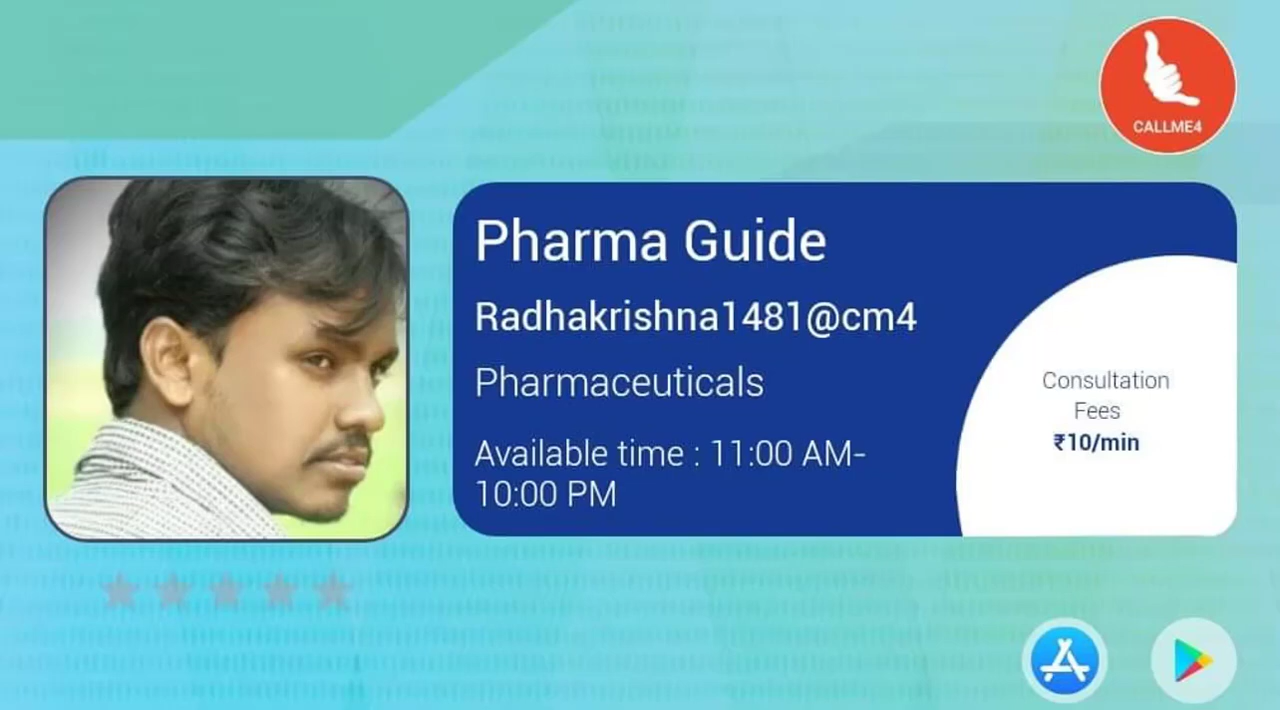 CALLME4
Pharma Guide
Radhakrishna1481@cm4
Pharmaceuticals
Available time : 11:00 AM-
10:00 PM
Consultation
Fees
₹10/min